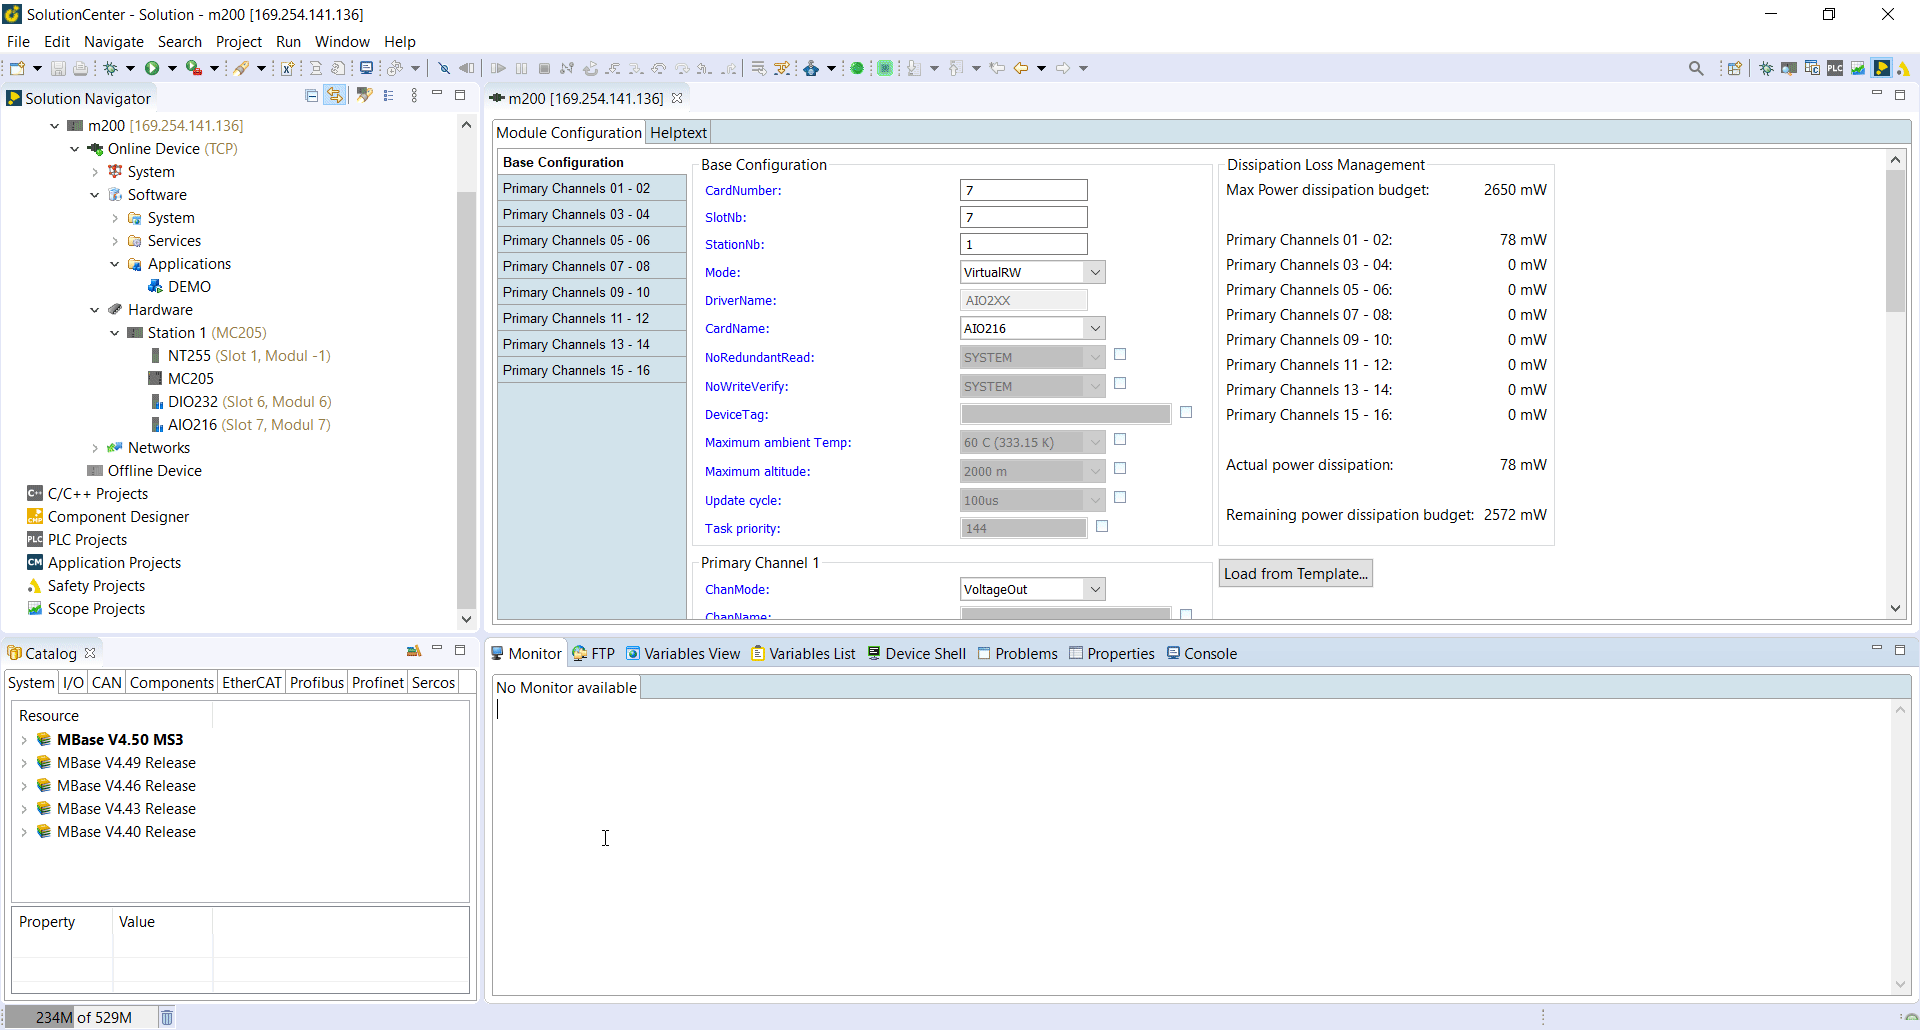 SolutionCenter - Solution - m200 [169.254.141.136]
File Edit Navigate Search Project Run Window Help
Solution Navigator
m200 [169.254.141.136]
Online Device (TCP)
System
Software
System
Services
Applications
DEMO
Hardware
Station 1 (MC205)
NT255 (Slot 1, Modul -1)
MC205
DIO232 (Slot 6, Modul 6)
AIO216 (Slot 7, Modul 7)
Networks
Offline Device
C/C++ Projects
Component Designer
PLC Projects
Application Projects
Safety Projects
Scope Projects
m200 [169.254.141.136]
Module Configuration Helptext
Base Configuration
Primary Channels 01 - 02
Primary Channels 03 - 04
Primary Channels 05 - 06
Primary Channels 07 - 08
Primary Channels 09 - 10
Primary Channels 11 - 12
Primary Channels 13 - 14
Primary Channels 15 - 16
Base Configuration
CardNumber: 7
SlotNb: 7
StationNb: 1
Mode: VirtualRW
DriverName: AIO2XX
CardName: AIO216
NoRedundantRead: SYSTEM
NoWriteVerify: SYSTEM
DeviceTag:
Maximum ambient Temp: 60 C (333.15 K)
Maximum altitude: 2000 m
Update cycle: 100us
Task priority: 144
Primary Channel 1
ChanMode: VoltageOut
ChanName:
Dissipation Loss Management
Max Power dissipation budget: 2650 mW
Primary Channels 01 - 02: 78 mW
Primary Channels 03 - 04: 0 mW
Primary Channels 05 - 06: 0 mW
Primary Channels 07 - 08: 0 mW
Primary Channels 09 - 10: 0 mW
Primary Channels 11 - 12: 0 mW
Primary Channels 13 - 14: 0 mW
Primary Channels 15 - 16: 0 mW
Actual power dissipation: 78 mW
Remaining power dissipation budget: 2572 mW
Load from Template...
Catalog
System I/O CAN Components EtherCAT Profibus Profinet Sercos
Resource
MBase V4.50 MS3
MBase V4.49 Release
MBase V4.46 Release
MBase V4.43 Release
MBase V4.40 Release
Property Value
Monitor FTP Variables View Variables List Device Shell Problems Properties Console
No Monitor available
234M of 529M